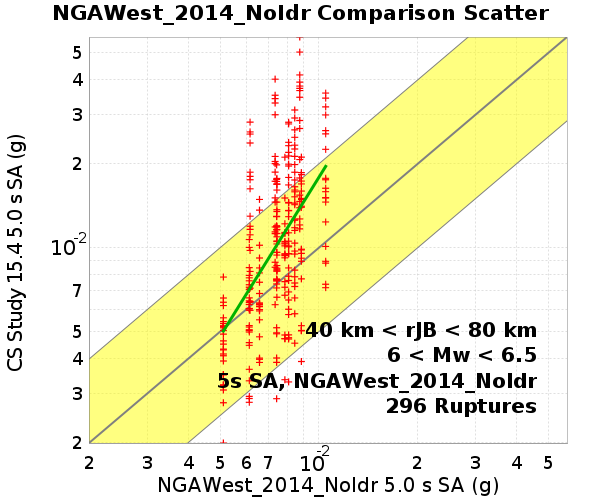 NGAWest_2014_NoIdr Comparison Scatter
5
4
3
2
10-2
7
5
4
3
2
40 km < rJB < 80 km
6 < Mw < 6.5
5s SA, NGAWest_2014_NoIdr
296 Ruptures
2 3 4 5 6 7 10-2 2 3 4 5
NGAWest_2014_NoIdr 5.0 s SA (g)
CS Study 15.4 5.0 s SA (g)